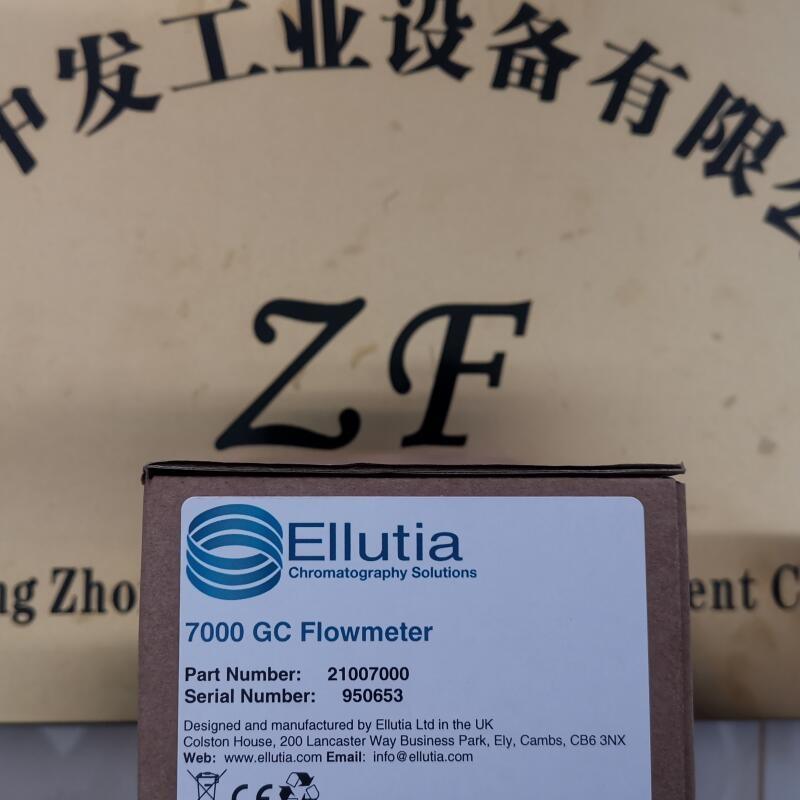 中发工业设备有限公
ZF
Ellutia
Chromatography Solutions
ng Zho
ent C
7000 GC Flowmeter
Part Number: 21007000
Serial Number: 950653
Designed and manufactured by Ellutia Ltd in the UK
Colston House, 200 Lancaster Way Business Park, Ely, Cambs, CB6 3NX
Web: www.ellutia.com Email: info@ellutia.com
CE